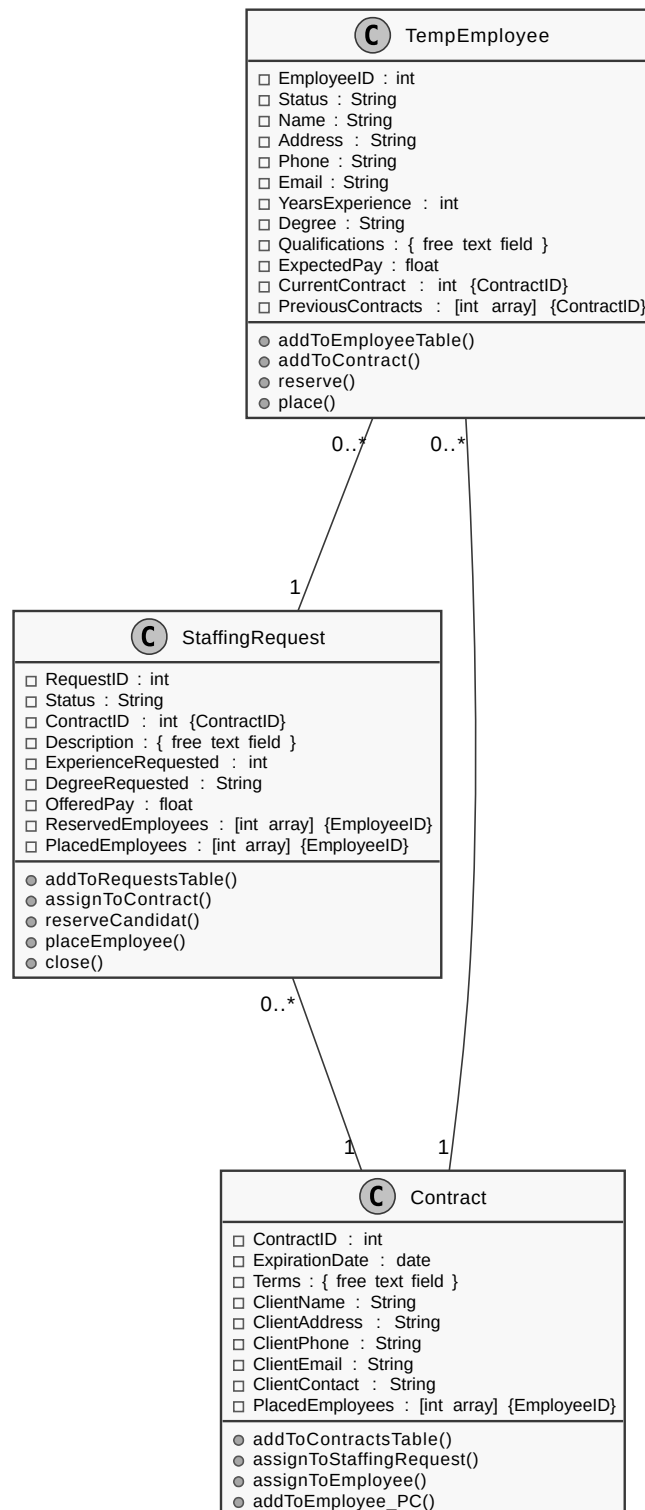 C TempEmployee
EmployeeID : int
Status : String
Name : String
Address : String
Phone : String
Email : String
YearsExperience : int
Degree : String
Qualifications : { free text field }
ExpectedPay : float
CurrentContract : int {ContractID}
PreviousContracts : [int array] {ContractID}
addToEmployeeTable()
addToContract()
reserve()
place()
0..* 0..*
1
C StaffingRequest
RequestID : int
Status : String
ContractID : int {ContractID}
Description : { free text field }
ExperienceRequested : int
DegreeRequested : String
OfferedPay : float
ReservedEmployees : [int array] {EmployeeID}
PlacedEmployees : [int array] {EmployeeID}
addToRequestsTable()
assignToContract()
reserveCandidat()
placeEmployee()
close()
0..*
1 1
C Contract
ContractID : int
ExpirationDate : date
Terms : { free text field }
ClientName : String
ClientAddress : String
ClientPhone : String
ClientEmail : String
ClientContact : String
PlacedEmployees : [int array] {EmployeeID}
addToContractsTable()
assignToStaffingRequest()
assignToEmployee()
addToEmployee_PC()